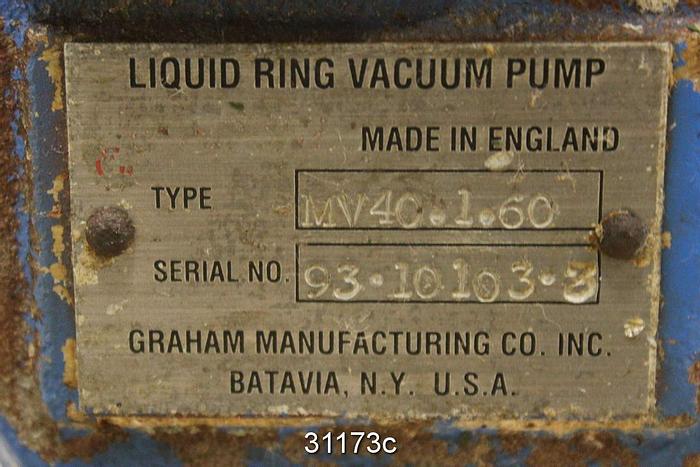 LIQUID RING VACUUM PUMP
MADE IN ENGLAND
TYPE MV40.1.60
SERIAL NO. 93·10103·3
GRAHAM MANUFACTURING CO. INC.
BATAVIA, N.Y. U.S.A.
31173c